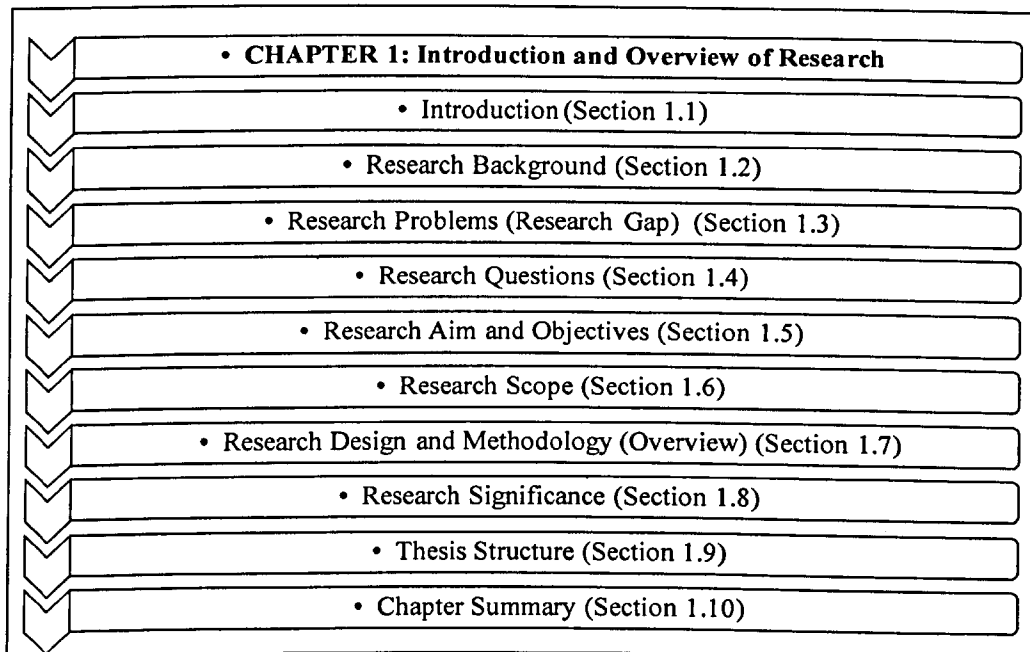 • CHAPTER 1: Introduction and Overview of Research
• Introduction (Section 1.1)
• Research Background (Section 1.2)
• Research Problems (Research Gap) (Section 1.3)
• Research Questions (Section 1.4)
• Research Aim and Objectives (Section 1.5)
• Research Scope (Section 1.6)
• Research Design and Methodology (Overview) (Section 1.7)
• Research Significance (Section 1.8)
• Thesis Structure (Section 1.9)
• Chapter Summary (Section 1.10)